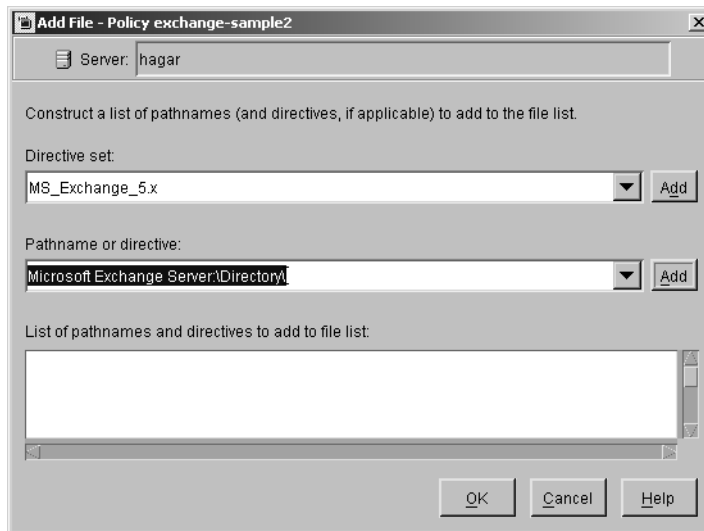 Add File - Policy exchange-sample2
Server: hagar
Construct a list of pathnames (and directives, if applicable) to add to the file list.
Directive set:
MS_Exchange_5.x Add
Pathname or directive:
Microsoft Exchange Server:\Directory\ Add
List of pathnames and directives to add to file list:
OK Cancel Help